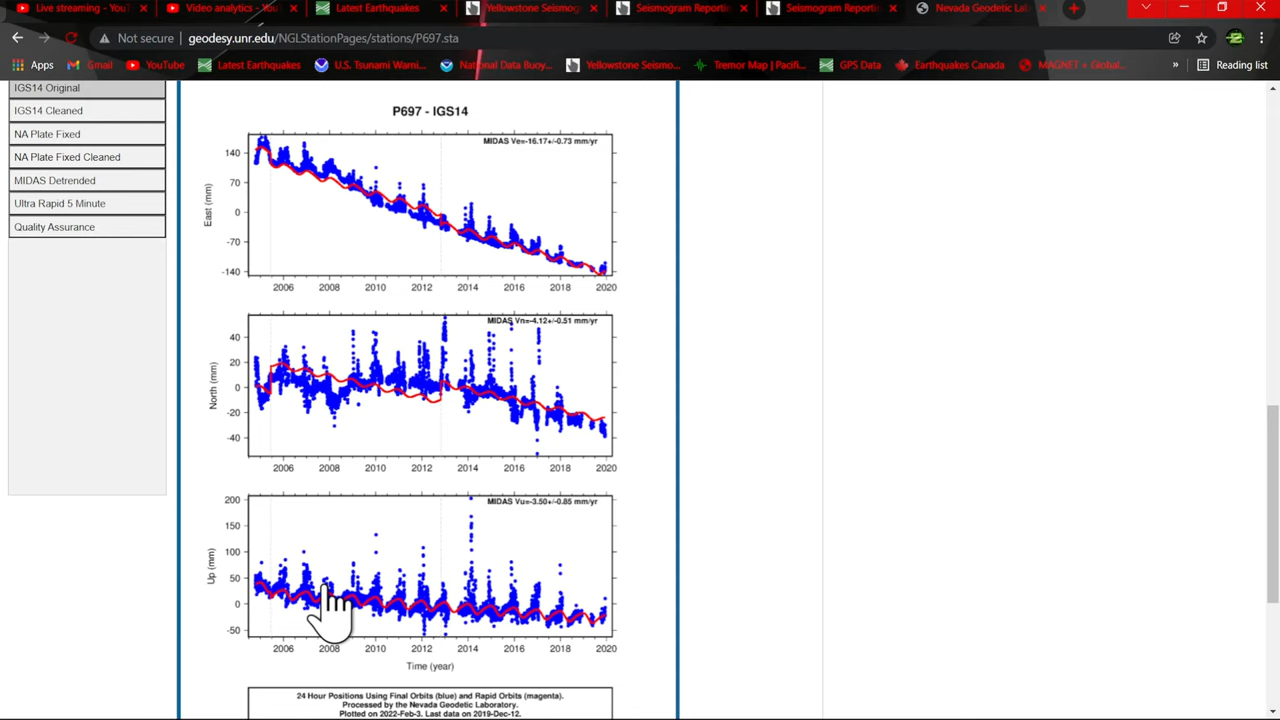 Live streaming - YouT
Video analytics - YouT
Latest Earthquakes
Yellowstone Seismog
Seismogram Reportin
Seismogram Reportin
Nevada Geodetic La
Not secure
geodesy.unr.edu/NGLStationPages/stations/P697.sta
Apps
Gmail
YouTube
Latest Earthquakes
U.S. Tsunami Warni...
National Data Buoy...
Yellowstone Seismo...
Tremor Map | Pacifi...
GPS Data
Earthquakes Canada
MAGNET + Global...
»
Reading list
IGS14 Original
IGS14 Cleaned
NA Plate Fixed
NA Plate Fixed Cleaned
MIDAS Detrended
Ultra Rapid 5 Minute
Quality Assurance
P697 - IGS14
MIDAS Ve=-16.17+/-0.73 mm/yr
East (mm)
140
70
0
-70
-140
2006 2008 2010 2012 2014 2016 2018 2020
MIDAS Vn=-4.12+/-0.51 mm/yr
North (mm)
40
20
0
-20
-40
2006 2008 2010 2012 2014 2016 2018 2020
MIDAS Vu=-3.50+/-0.85 mm/yr
Up (mm)
200
150
100
50
0
-50
2006 2008 2010 2012 2014 2016 2018 2020
Time (year)
24 Hour Positions Using Final Orbits (blue) and Rapid Orbits (magenta).
Processed by the Nevada Geodetic Laboratory.
Plotted on 2022-Feb-3. Last data on 2019-Dec-12.